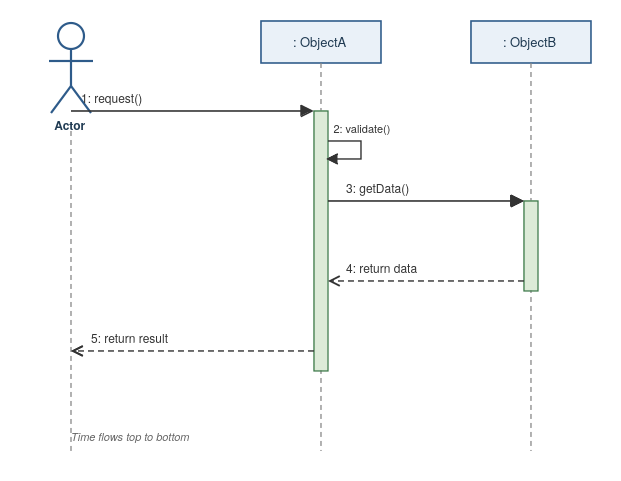 : ObjectA
: ObjectB
1: request()
Actor
2: validate()
3: getData()
4: return data
5: return result
Time flows top to bottom